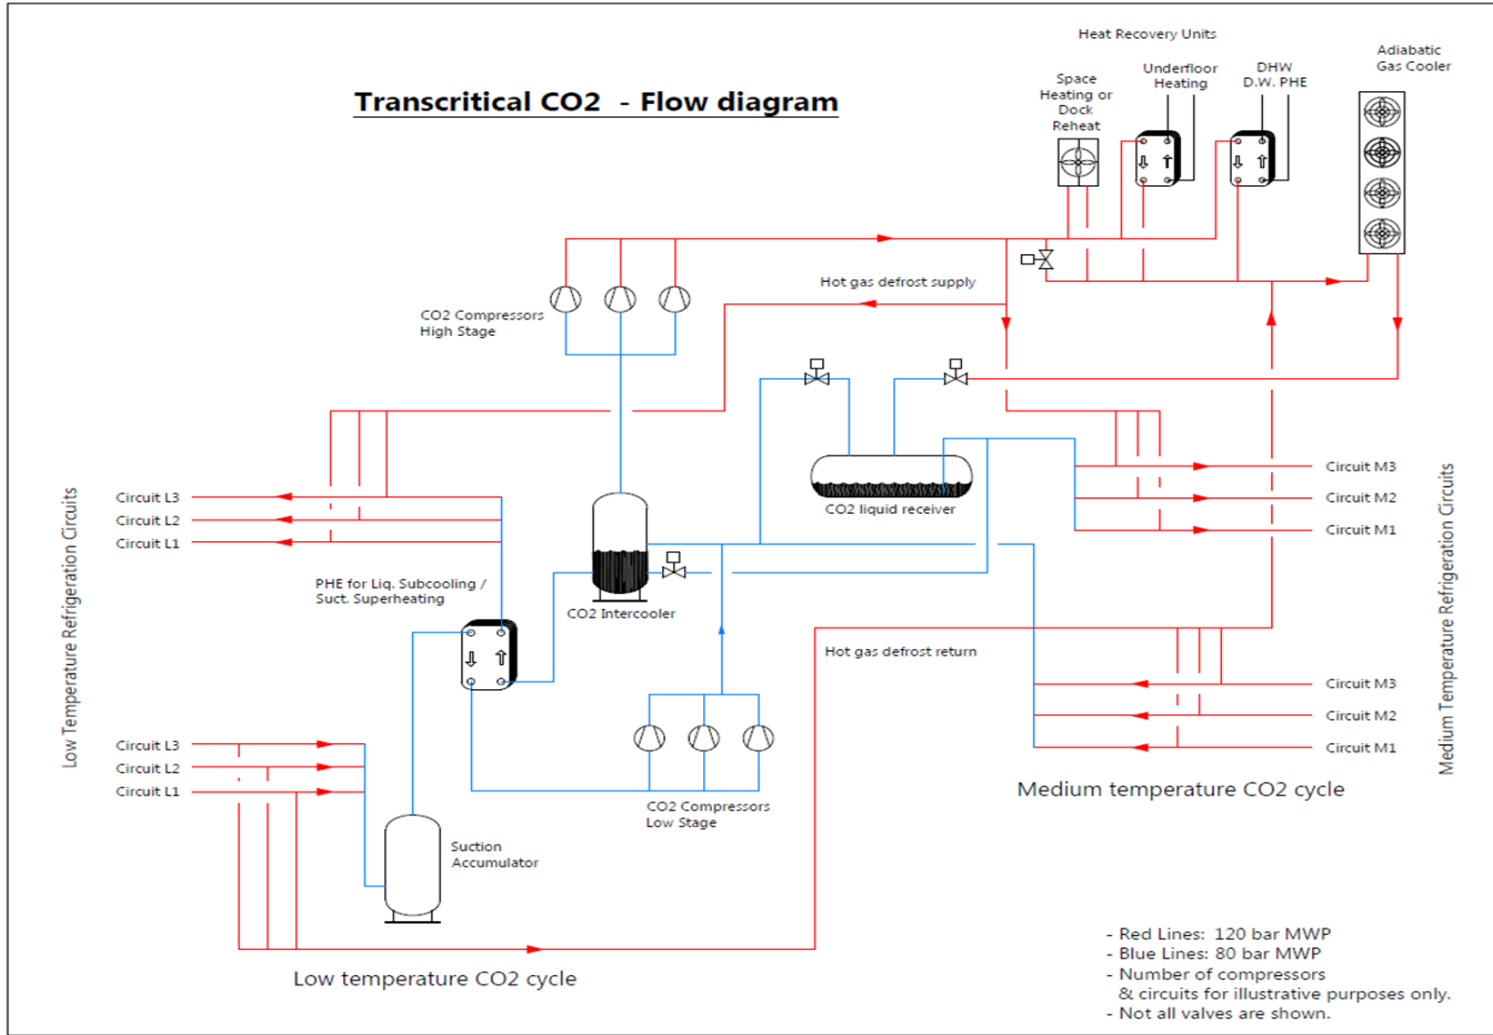 Transcritical CO2 - Flow diagram
Heat Recovery Units
Space
Heating or
Dock
Reheat
Underfloor
Heating
DHW
D.W. PHE
Adiabatic
Gas Cooler
CO2 Compressors
High Stage
Hot gas defrost supply
Low Temperature Refrigeration Circuits
Circuit L3
Circuit L2
Circuit L1
PHE for Liq. Subcooling /
Suct. Superheating
CO2 Intercooler
CO2 liquid receiver
Circuit M3
Circuit M2
Circuit M1
Medium Temperature Refrigeration Circuits
Hot gas defrost return
Circuit M3
Circuit M2
Circuit M1
Medium temperature CO2 cycle
Circuit L3
Circuit L2
Circuit L1
Suction
Accumulator
CO2 Compressors
Low Stage
Low temperature CO2 cycle
- Red Lines: 120 bar MWP
- Blue Lines: 80 bar MWP
- Number of compressors
& circuits for illustrative purposes only.
- Not all valves are shown.